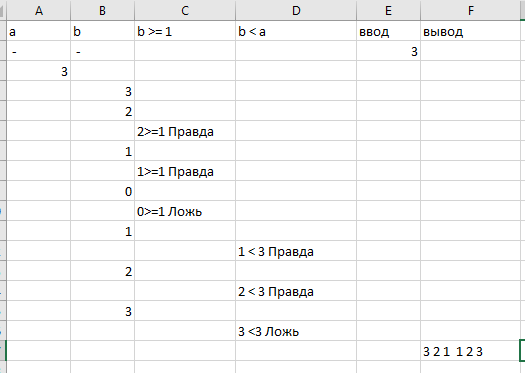 A B C D E F
a b b >= 1 b < a ввод вывод
- - 3
3
3
2
2>=1 Правда
1
1>=1 Правда
0
0>=1 Ложь
1
1 < 3 Правда
2
2 < 3 Правда
3
3 <3 Ложь
3 2 1 1 2 3